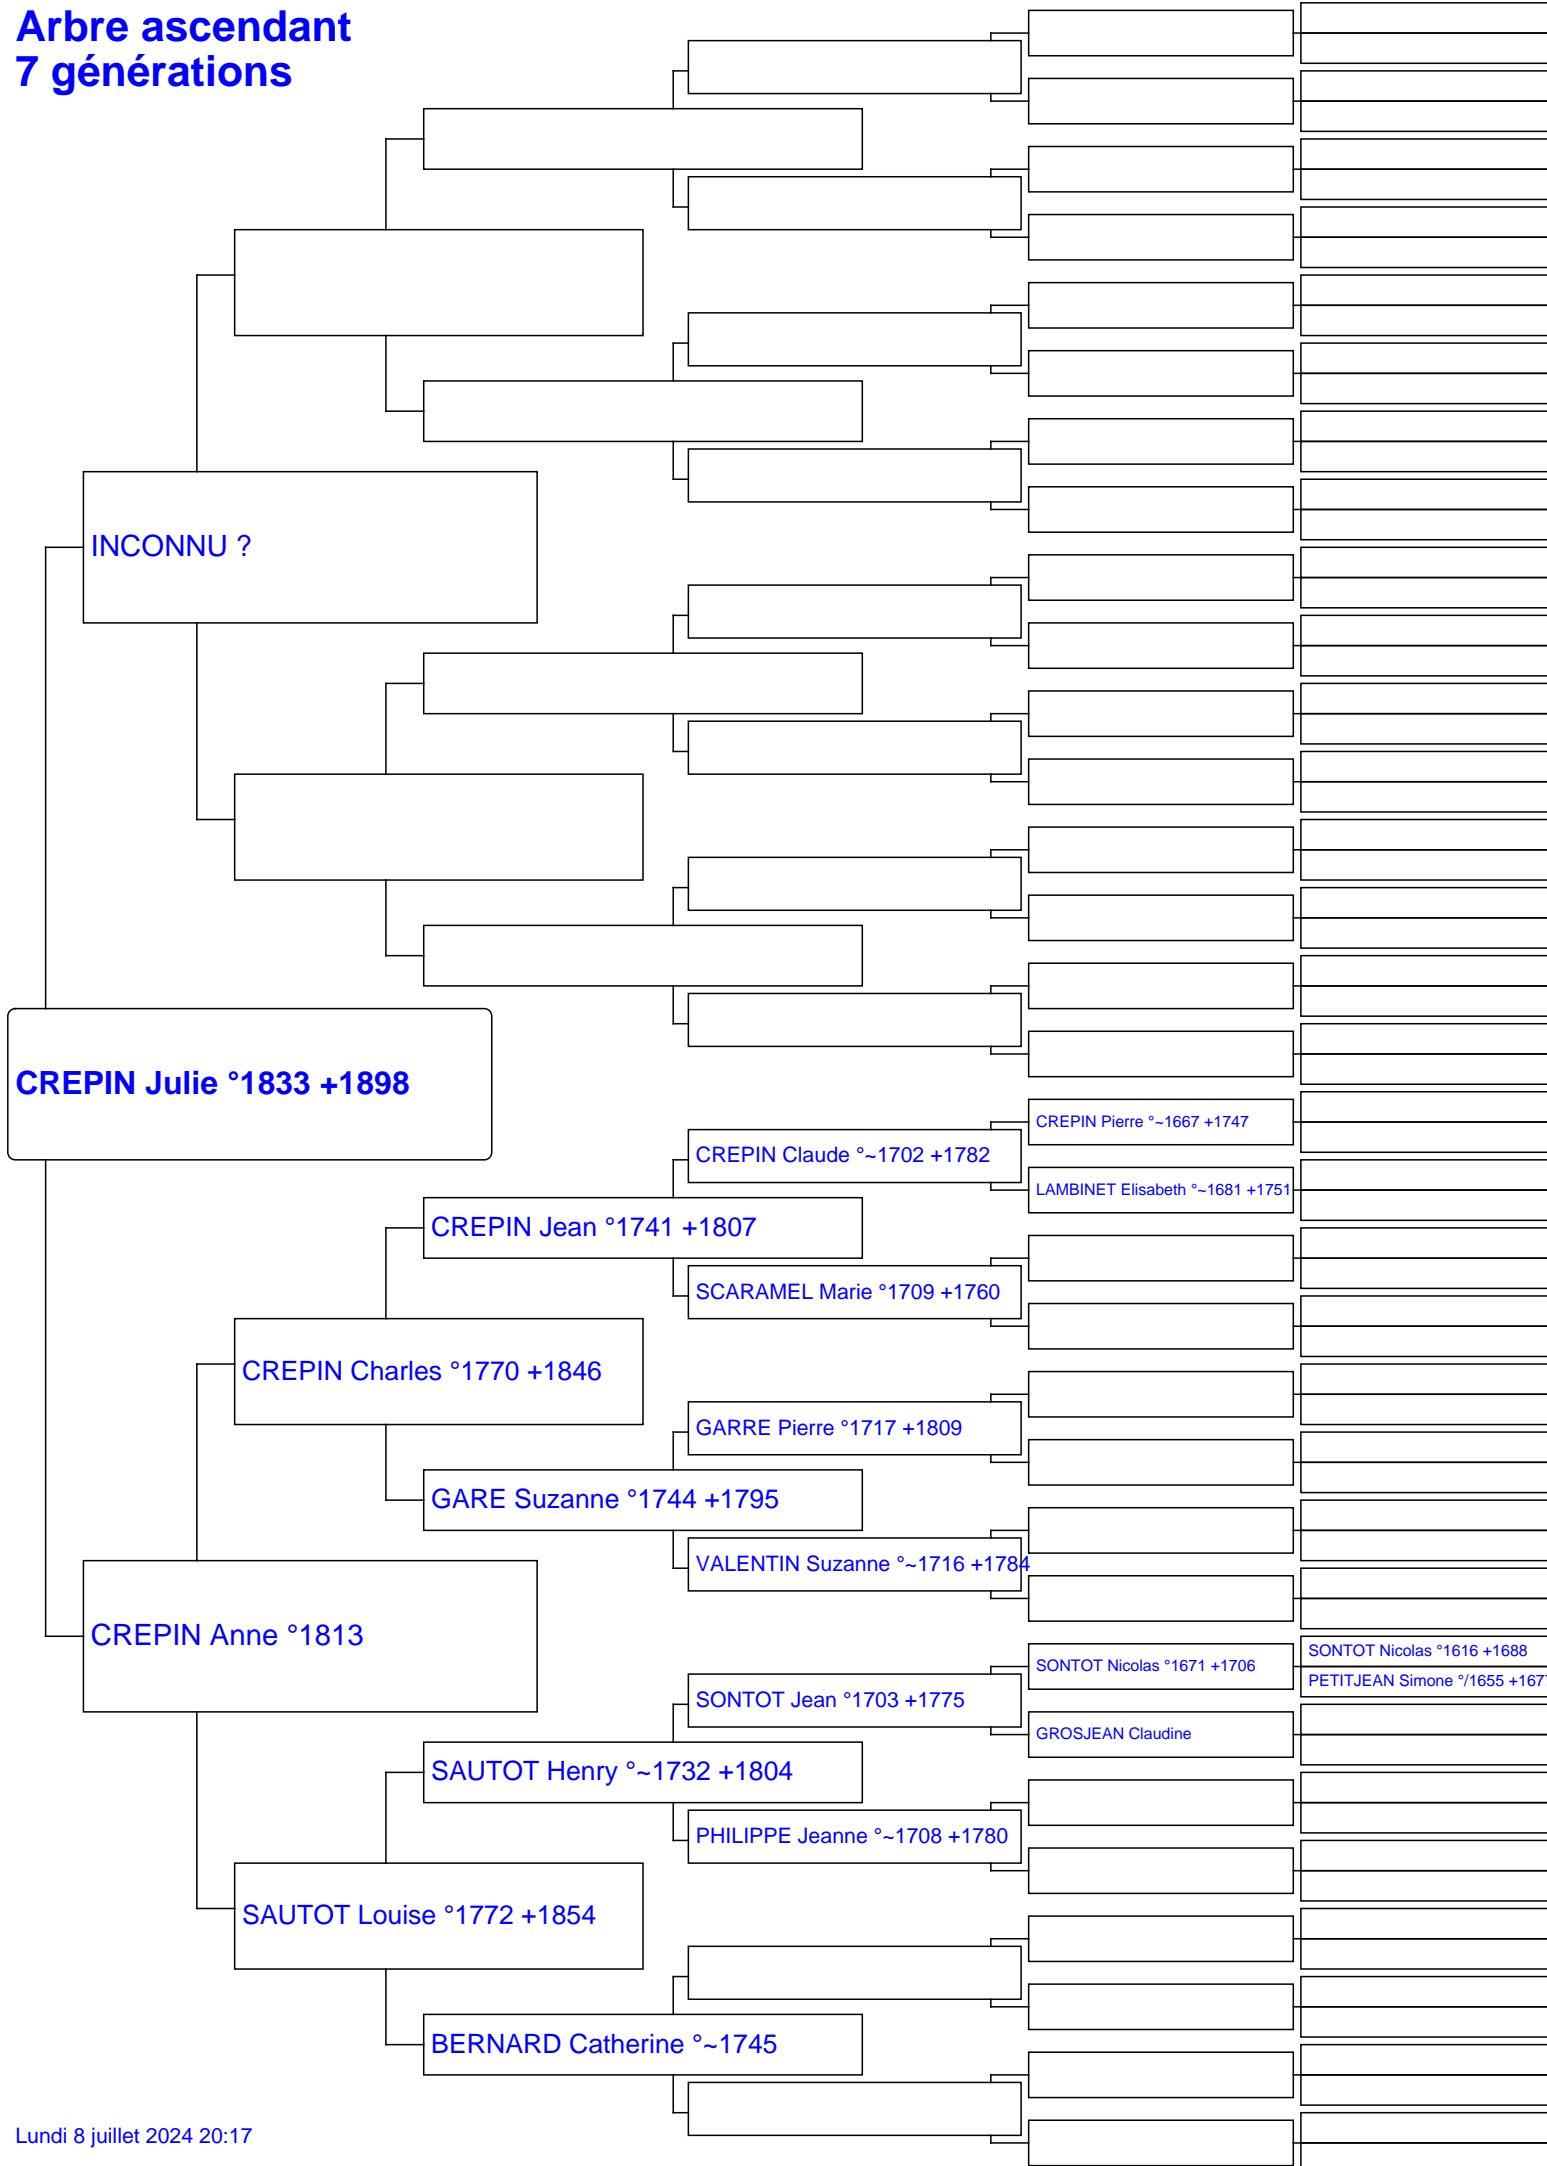 Arbre ascendant
7 générations
INCONNU ?
CREPIN Julie °1833 +1898
CREPIN Pierre °~1667 +1747
CREPIN Claude °~1702 +1782
LAMBINET Elisabeth °~1681 +1751
CREPIN Jean °1741 +1807
SCARAMEL Marie °1709 +1760
CREPIN Charles °1770 +1846
GARRE Pierre °1717 +1809
GARE Suzanne °1744 +1795
VALENTIN Suzanne °~1716 +1784
CREPIN Anne °1813
SONTOT Nicolas °1616 +1688
SONTOT Nicolas °1671 +1706
PETITJEAN Simone °/1655 +1677
SONTOT Jean °1703 +1775
GROSJEAN Claudine
SAUTOT Henry °~1732 +1804
PHILIPPE Jeanne °~1708 +1780
SAUTOT Louise °1772 +1854
BERNARD Catherine °~1745
Lundi 8 juillet 2024 20:17